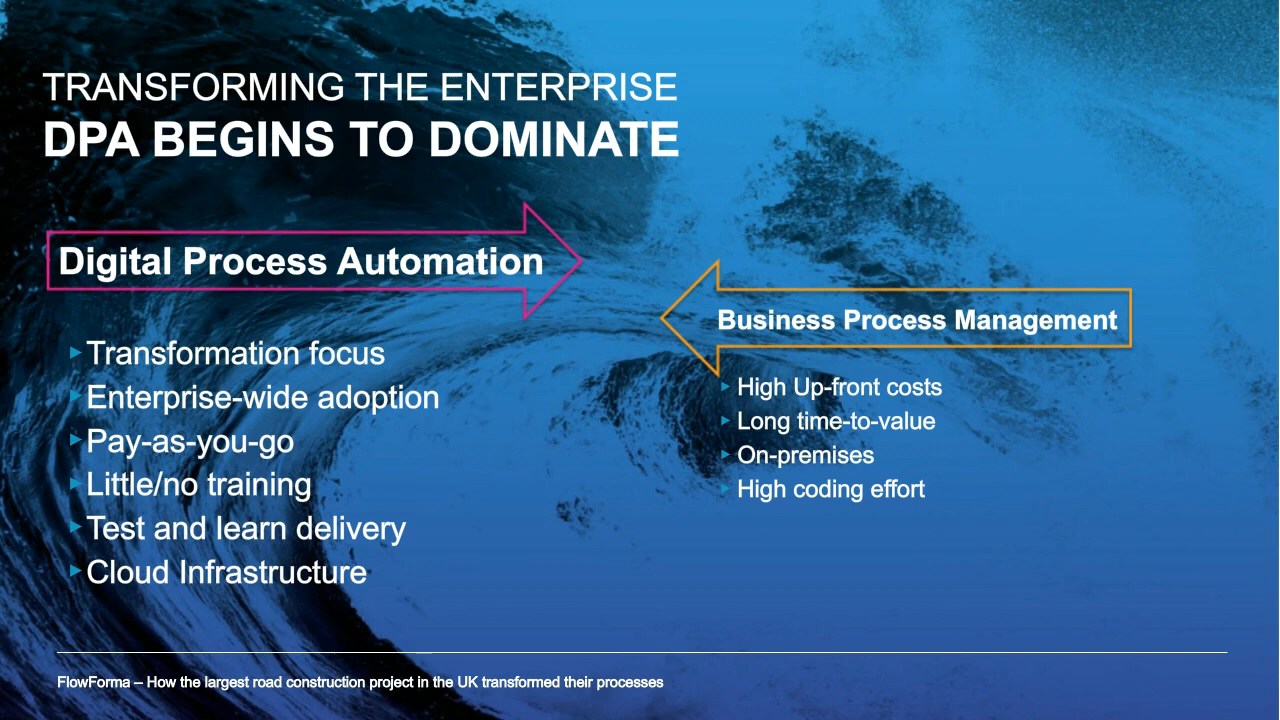 TRANSFORMING THE ENTERPRISE
DPA BEGINS TO DOMINATE
Digital Process Automation
Transformation focus
Enterprise-wide adoption
Pay-as-you-go
Little/no training
Test and learn delivery
Cloud Infrastructure
Business Process Management
High Up-front costs
Long time-to-value
On-premises
High coding effort
FlowForma – How the largest road construction project in the UK transformed their processes